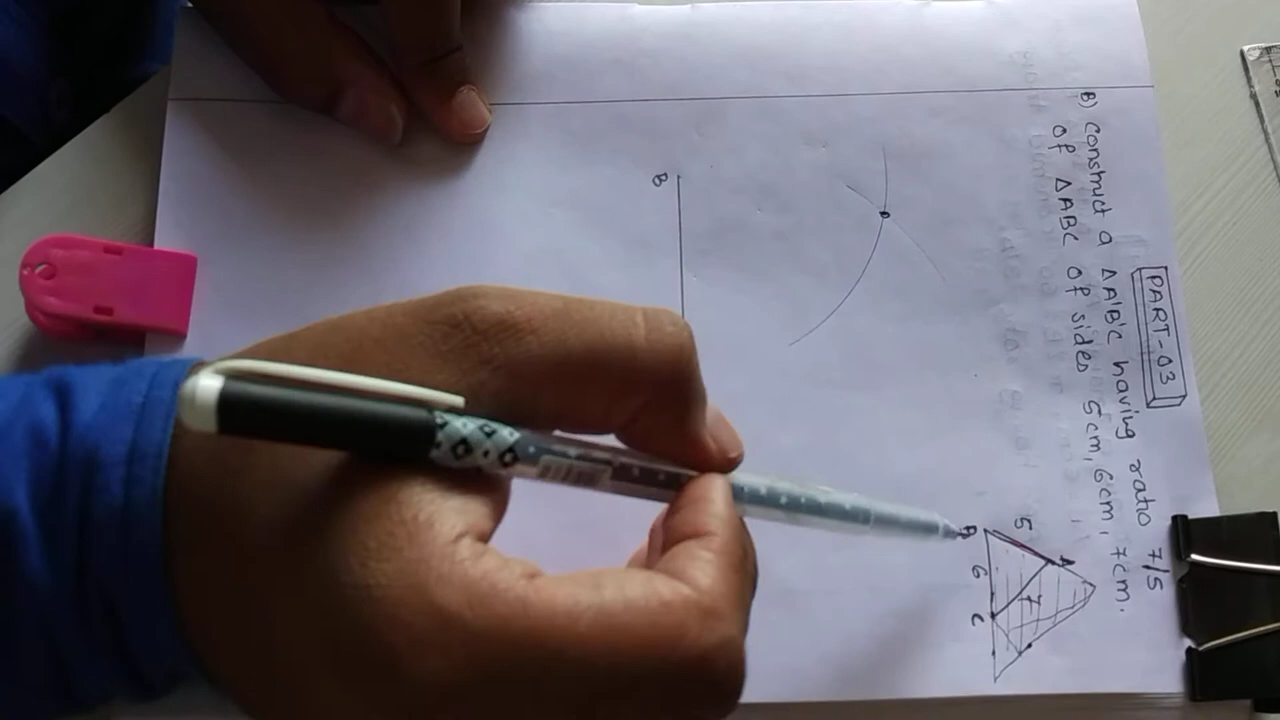 PART-03
B) Construct a ΔA'B'C' having ratio 7/5
of ΔABC of sides 5cm, 6cm, 7cm.
A
5
7
B
6
C
B